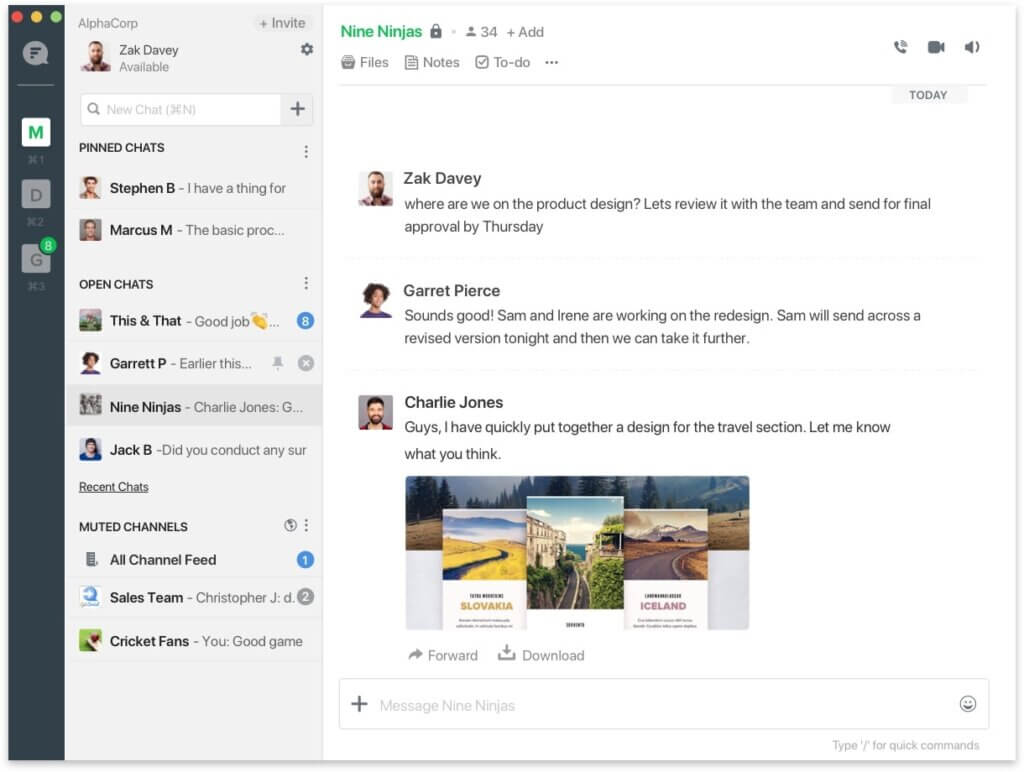 AlphaCorp
+ Invite
Zak Davey
Available
New Chat (⌘N)
PINNED CHATS
Stephen B - I have a thing for
Marcus M - The basic proc...
OPEN CHATS
This & That - Good job👏... 8
Garrett P - Earlier this...
Nine Ninjas - Charlie Jones: G...
Jack B -Did you conduct any sur
Recent Chats
MUTED CHANNELS
All Channel Feed 1
Sales Team - Christopher J: d. 2
Cricket Fans - You: Good game
M
⌘1
D
⌘2
8
G
⌘3
Nine Ninjas 34 + Add
Files Notes To-do ...
TODAY
Zak Davey
where are we on the product design? Lets review it with the team and send for final
approval by Thursday
Garret Pierce
Sounds good! Sam and Irene are working on the redesign. Sam will send across a
revised version tonight and then we can take it further.
Charlie Jones
Guys, I have quickly put together a design for the travel section. Let me know
what you think.
TATRA MOUNTAINS
SLOVAKIA
SORRENTO
LANDMANNALAUGAR
ICELAND
Forward Download
Message Nine Ninjas
Type '/' for quick commands